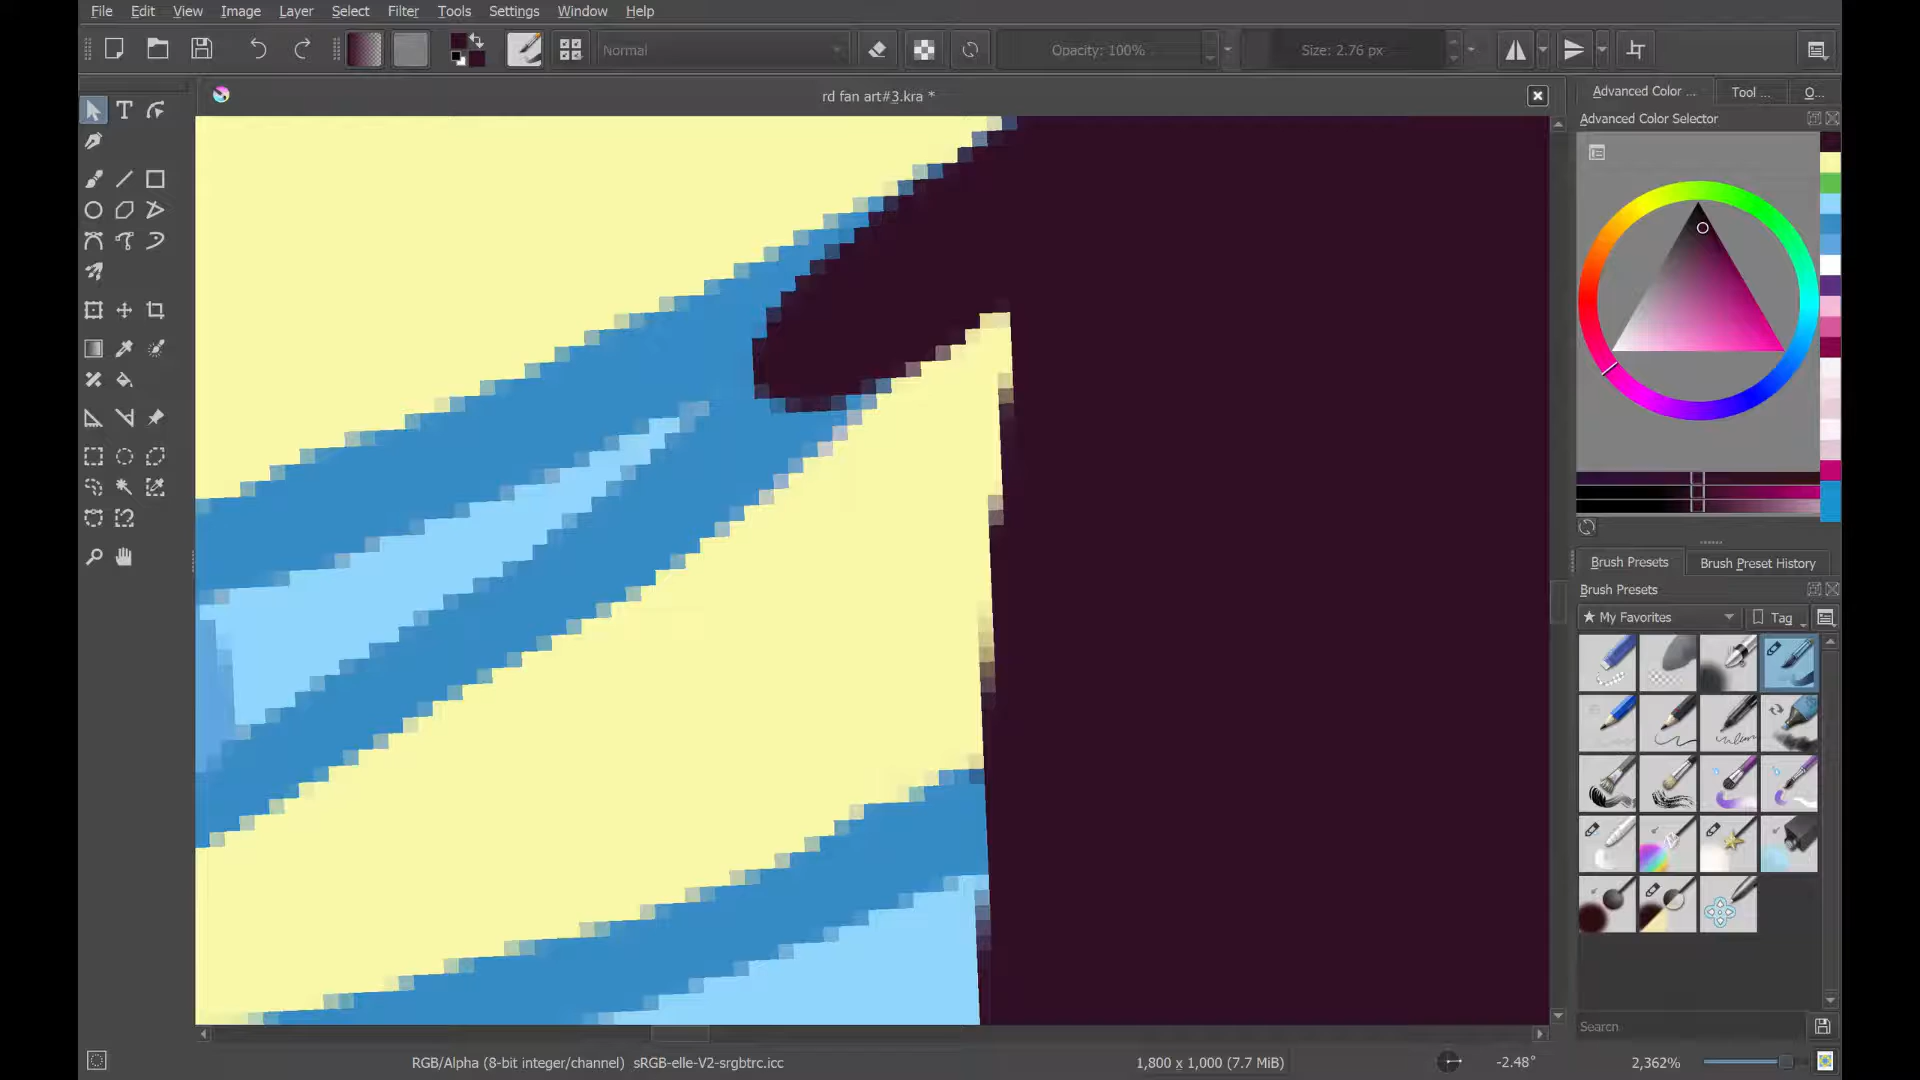 File Edit View Image Layer Select Filter Tools Settings Window Help
Normal Opacity: 100% Size: 2.76 px
rd fan art#3.kra *
Advanced Color ... Tool ... O...
Advanced Color Selector
Brush Presets Brush Preset History
Brush Presets
★ My Favorites Tag
Search
RGB/Alpha (8-bit integer/channel) sRGB-elle-V2-srgbtrc.icc 1,800 x 1,000 (7.7 MiB) -2.48° 2,362%